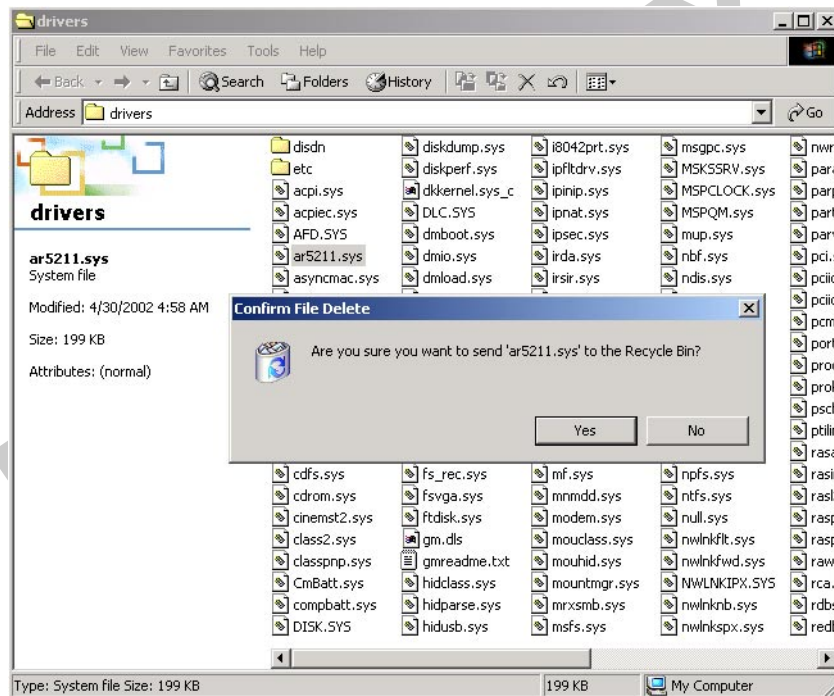 drivers
File Edit View Favorites Tools Help
Back Search Folders History
Address drivers Go
drivers
ar5211.sys
System file
Modified: 4/30/2002 4:58 AM
Size: 199 KB
Attributes: (normal)
disdn
etc
acpi.sys
acpiec.sys
AFD.SYS
ar5211.sys
asyncmac.sys
cdfs.sys
cdrom.sys
cinemst2.sys
class2.sys
classpnp.sys
CmBatt.sys
compbatt.sys
DISK.SYS
diskdump.sys
diskperf.sys
dkkernel.sys_c
DLC.SYS
dmboot.sys
dmio.sys
dmload.sys
fs_rec.sys
fsvga.sys
ftdisk.sys
gm.dls
gmreadme.txt
hidclass.sys
hidparse.sys
hidusb.sys
i8042prt.sys
ipfltdrv.sys
ipinip.sys
ipnat.sys
ipsec.sys
irda.sys
irsir.sys
mf.sys
mnmdd.sys
modem.sys
mouclass.sys
mouhid.sys
mountmgr.sys
mrxsmb.sys
msfs.sys
msgpc.sys
MSKSSRV.sys
MSPCLOCK.sys
MSPQM.sys
mup.sys
nbf.sys
ndis.sys
npfs.sys
ntfs.sys
null.sys
nwlnkflt.sys
nwlnkfwd.sys
NWLNKIPX.SYS
nwlnknb.sys
nwlnkspx.sys
Confirm File Delete
Are you sure you want to send 'ar5211.sys' to the Recycle Bin?
Yes No
Type: System file Size: 199 KB 199 KB My Computer